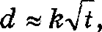 d ≈ k√t,